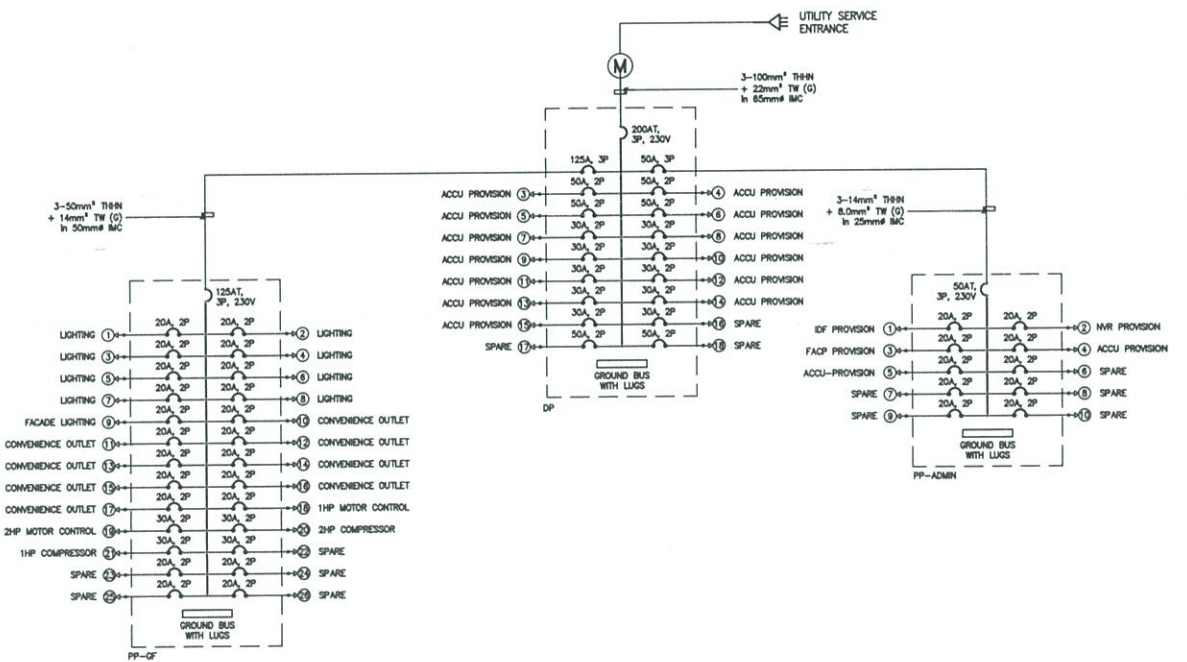 UTILITY SERVICE
ENTRANCE
M
3-100mm² THHN
+ 22mm² TW (G)
In 65mmø IMC
200AT,
3P, 230V
125A, 3P 50A, 3P
50A, 2P 50A, 2P
ACCU PROVISION 3 4 ACCU PROVISION
50A, 2P 50A, 2P
ACCU PROVISION 5 6 ACCU PROVISION
30A, 2P 30A, 2P
ACCU PROVISION 7 8 ACCU PROVISION
30A, 2P 30A, 2P
ACCU PROVISION 9 10 ACCU PROVISION
30A, 2P 30A, 2P
ACCU PROVISION 11 12 ACCU PROVISION
30A, 2P 30A, 2P
ACCU PROVISION 13 14 ACCU PROVISION
30A, 2P 30A, 2P
ACCU PROVISION 15 16 SPARE
50A, 2P 50A, 2P
SPARE 17 18 SPARE
GROUND BUS
WITH LUGS
DP
3-50mm² THHN
+ 14mm² TW (G)
In 50mmø IMC
125AT,
3P, 230V
20A, 2P 20A, 2P
LIGHTING 1 2 LIGHTING
20A, 2P 20A, 2P
LIGHTING 3 4 LIGHTING
20A, 2P 20A, 2P
LIGHTING 5 6 LIGHTING
20A, 2P 20A, 2P
LIGHTING 7 8 LIGHTING
20A, 2P 20A, 2P
FACADE LIGHTING 9 10 CONVENIENCE OUTLET
20A, 2P 20A, 2P
CONVENIENCE OUTLET 11 12 CONVENIENCE OUTLET
20A, 2P 20A, 2P
CONVENIENCE OUTLET 13 14 CONVENIENCE OUTLET
20A, 2P 20A, 2P
CONVENIENCE OUTLET 15 16 CONVENIENCE OUTLET
20A, 2P 20A, 2P
CONVENIENCE OUTLET 17 18 1HP MOTOR CONTROL
30A, 2P 30A, 2P
2HP MOTOR CONTROL 19 20 2HP COMPRESSOR
30A, 2P 30A, 2P
1HP COMPRESSOR 21 22 SPARE
20A, 2P 20A, 2P
SPARE 23 24 SPARE
20A, 2P 20A, 2P
SPARE 25 26 SPARE
GROUND BUS
WITH LUGS
PP-GF
3-14mm² THHN
+ 8.0mm² TW (G)
In 25mmø IMC
50AT,
3P, 230V
20A, 2P 20A, 2P
IDF PROVISION 1 2 NVR PROVISION
20A, 2P 20A, 2P
FACP PROVISION 3 4 ACCU PROVISION
20A, 2P 20A, 2P
ACCU-PROVISION 5 6 SPARE
20A, 2P 20A, 2P
SPARE 7 8 SPARE
20A, 2P 20A, 2P
SPARE 9 10 SPARE
GROUND BUS
WITH LUGS
PP-ADMIN